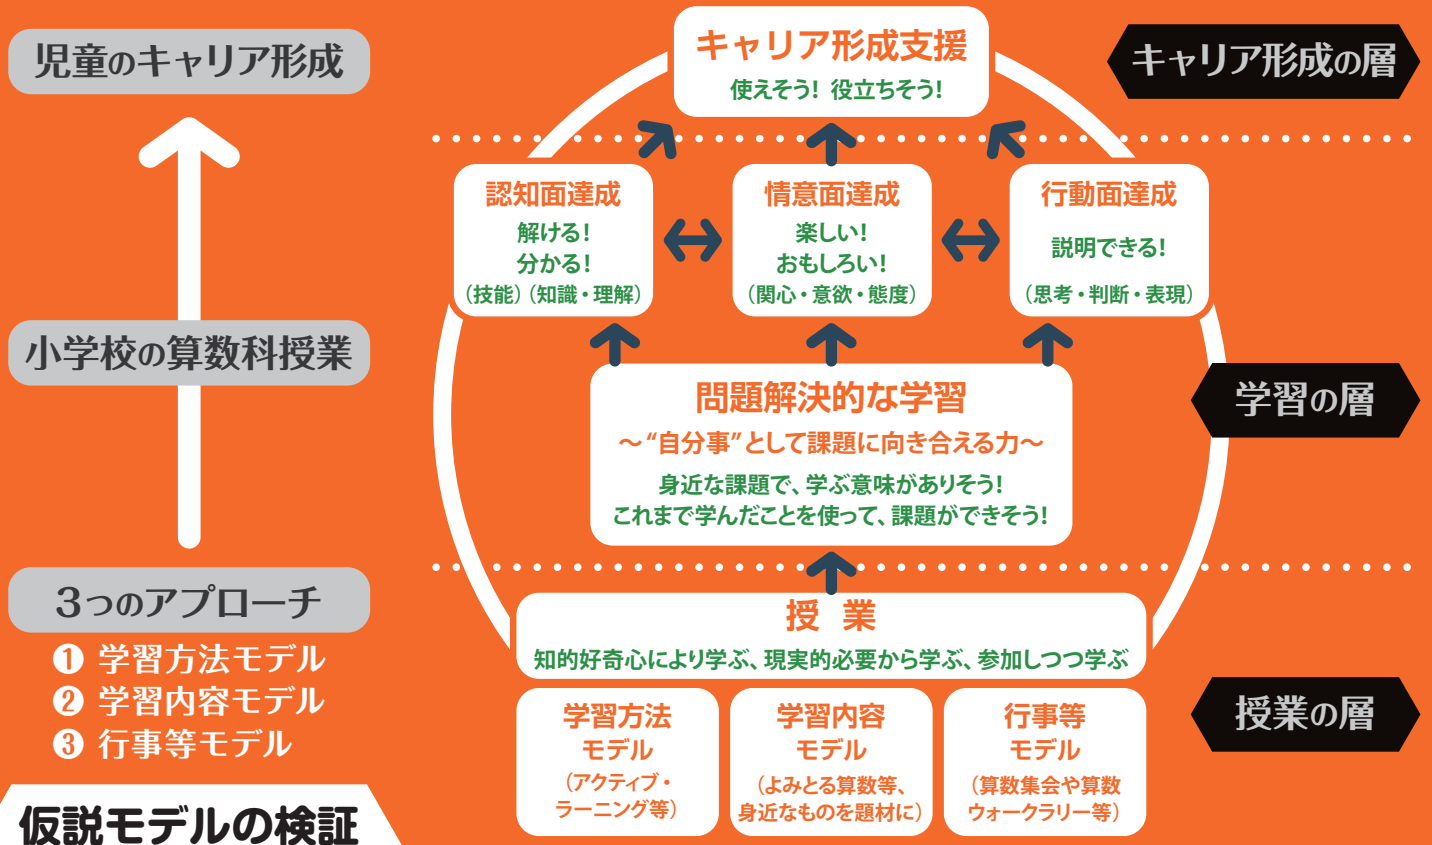 児童のキャリア形成
小学校の算数科授業
3つのアプローチ
❶ 学習方法モデル
❷ 学習内容モデル
❸ 行事等モデル
仮説モデルの検証
キャリア形成支援
使えそう! 役立ちそう!
認知面達成
解ける!
分かる!
(技能)(知識・理解)
情意面達成
楽しい!
おもしろい!
(関心・意欲・態度)
行動面達成
説明できる!
(思考・判断・表現)
問題解決的な学習
〜“自分事”として課題に向き合える力〜
身近な課題で、学ぶ意味がありそう!
これまで学んだことを使って、課題ができそう!
授 業
知的好奇心により学ぶ、現実的必要から学ぶ、参加しつつ学ぶ
学習方法
モデル
(アクティブ・
ラーニング等)
学習内容
モデル
(よみとる算数等、
身近なものを題材に)
行事等
モデル
(算数集会や算数
ウォークラリー等)
キャリア形成の層
学習の層
授業の層